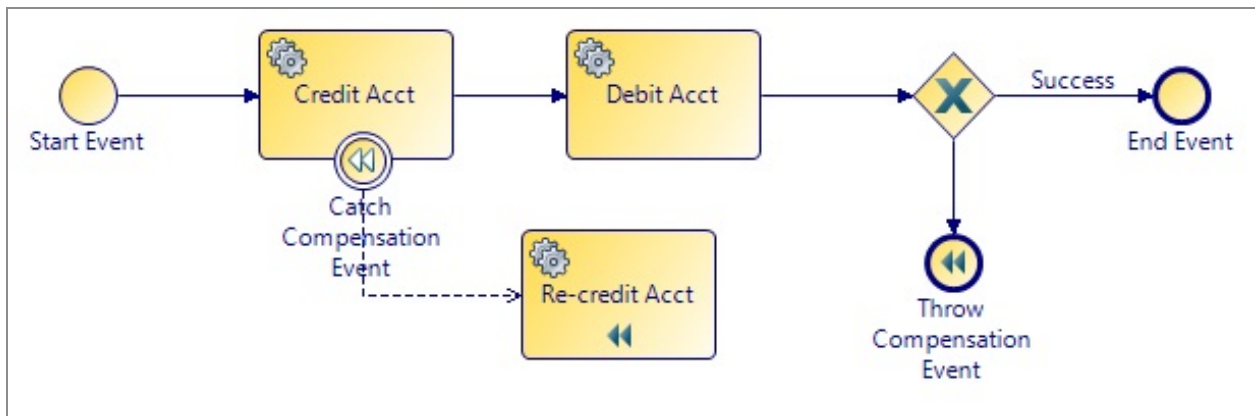 Start Event
Credit Acct
Debit Acct
Success
End Event
Catch
Compensation
Event
Re-credit Acct
Throw
Compensation
Event